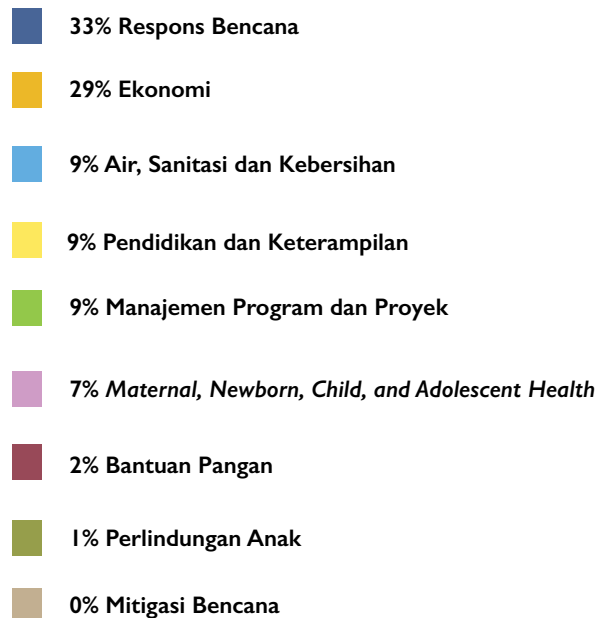 33% Respons Bencana
29% Ekonomi
9% Air, Sanitasi dan Kebersihan
9% Pendidikan dan Keterampilan
9% Manajemen Program dan Proyek
7% Maternal, Newborn, Child, and Adolescent Health
2% Bantuan Pangan
1% Perlindungan Anak
0% Mitigasi Bencana